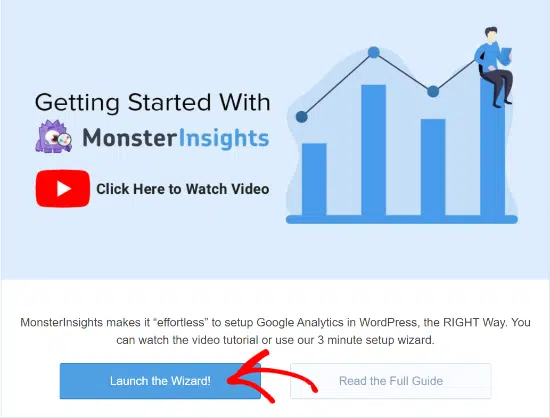 Getting Started With
MonsterInsights
Click Here to Watch Video
MonsterInsights makes it “effortless” to setup Google Analytics in WordPress, the RIGHT Way. You
can watch the video tutorial or use our 3 minute setup wizard.
Launch the Wizard!
Read the Full Guide